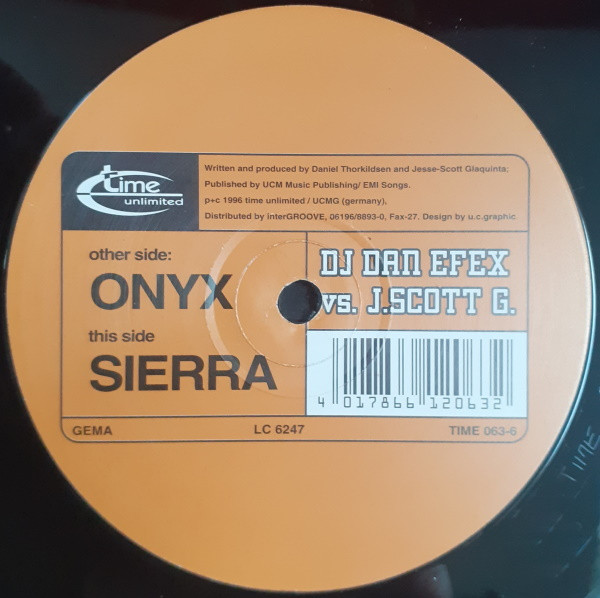 time
unlimited
Written and produced by Daniel Thorkildsen and Jesse-Scott Giaquinta;
Published by UCM Music Publishing/ EMI Songs.
p+c 1996 time unlimited / UCMG (germany),
Distributed by interGROOVE, 06196/8893-0, Fax-27. Design by u.c.graphic.
other side:
ONYX
this side
SIERRA
DJ DAN EFEX
vs. J.SCOTT G.
4 017866 120632
GEMA LC 6247 TIME 063-6
TIME